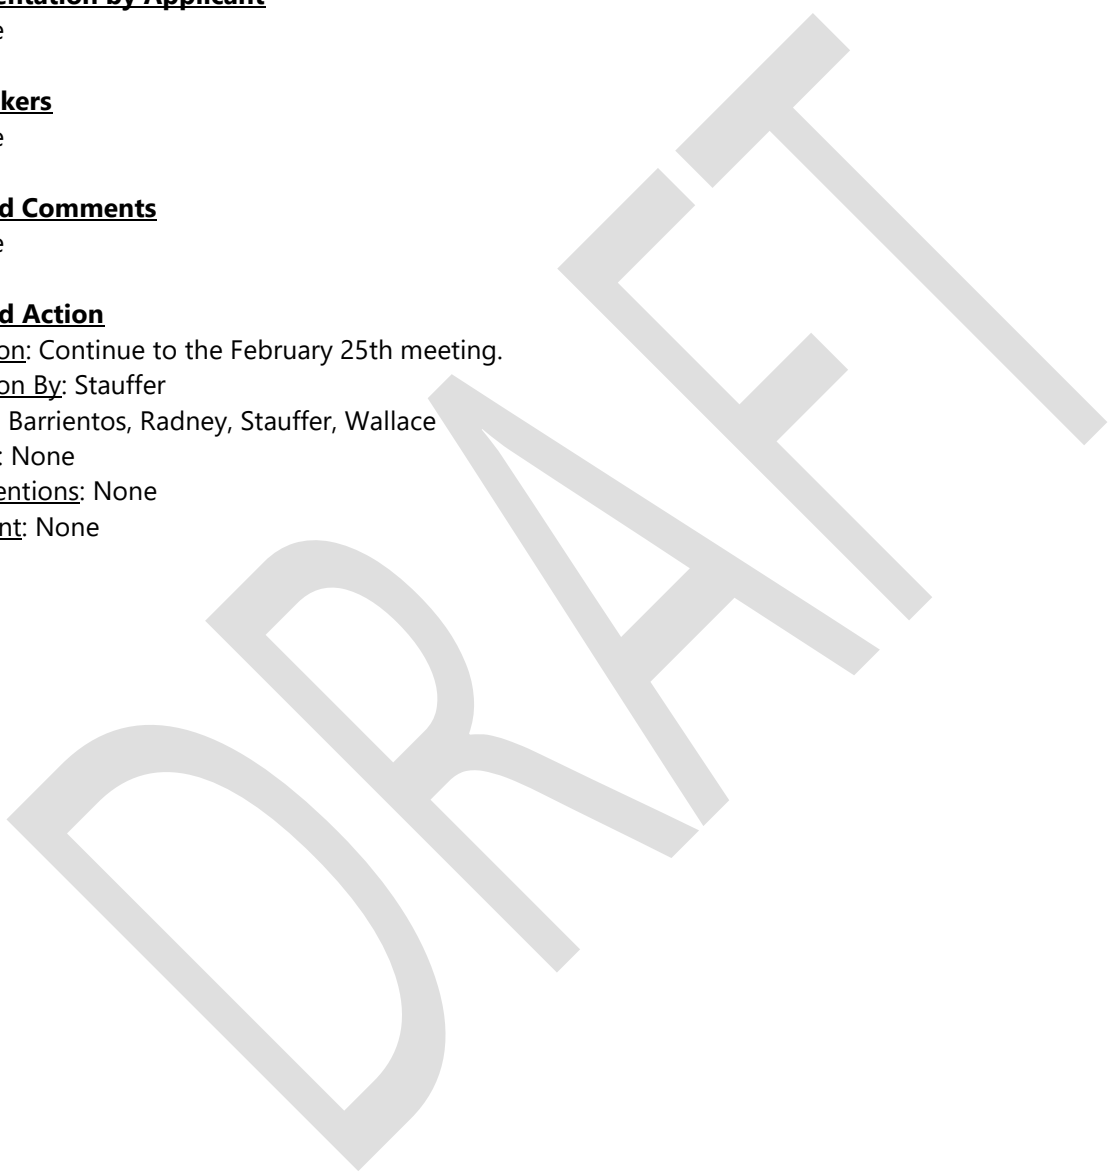 entation by Applicant
e
kers
e
d Comments
e
d Action
on: Continue to the February 25th meeting.
on By: Stauffer
: Barrientos, Radney, Stauffer, Wallace
: None
entions: None
nt: None
DRAFT